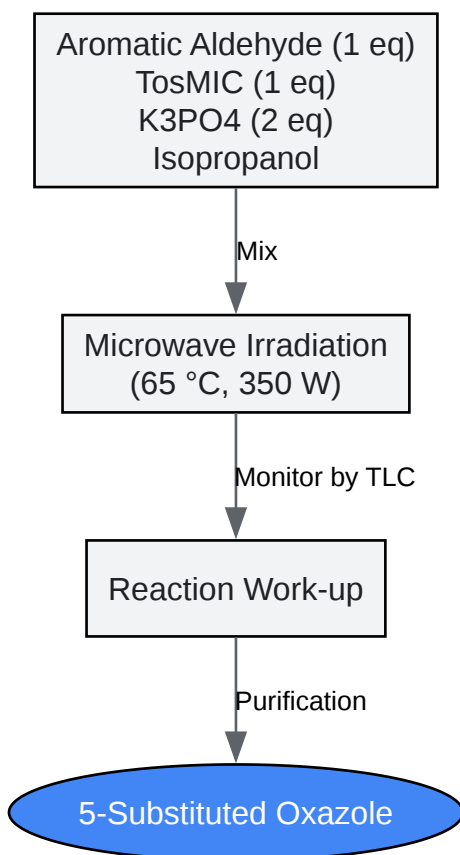 Aromatic Aldehyde (1 eq)
TosMIC (1 eq)
K3PO4 (2 eq)
Isopropanol
Mix
Microwave Irradiation
(65 °C, 350 W)
Monitor by TLC
Reaction Work-up
Purification
5-Substituted Oxazole